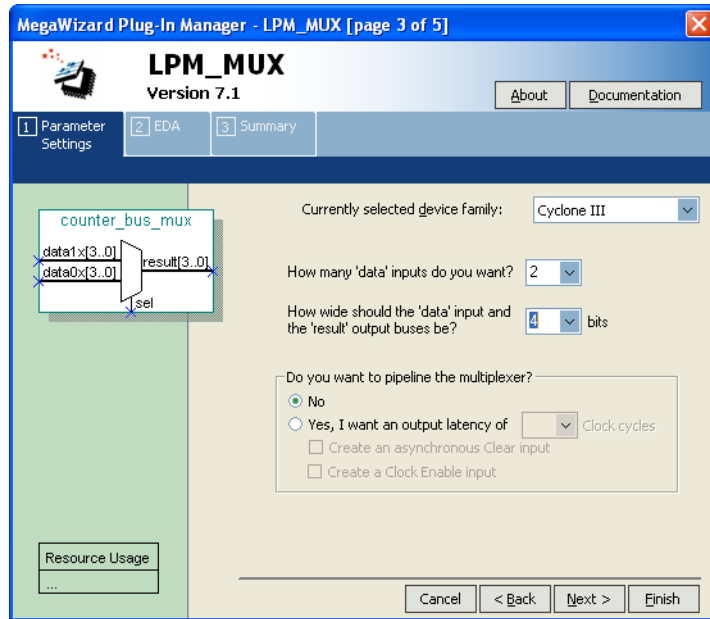 MegaWizard Plug-In Manager - LPM_MUX [page 3 of 5]
LPM_MUX
Version 7.1
About
Documentation
1 Parameter Settings
2 EDA
3 Summary
counter_bus_mux
data1x[3..0]
data0x[3..0]
result[3..0]
sel
Currently selected device family:
Cyclone III
How many 'data' inputs do you want?
2
How wide should the 'data' input and
the 'result' output buses be?
4
bits
Do you want to pipeline the multiplexer?
No
Yes, I want an output latency of
Clock cycles
Create an asynchronous Clear input
Create a Clock Enable input
Resource Usage
...
Cancel
< Back
Next >
Finish